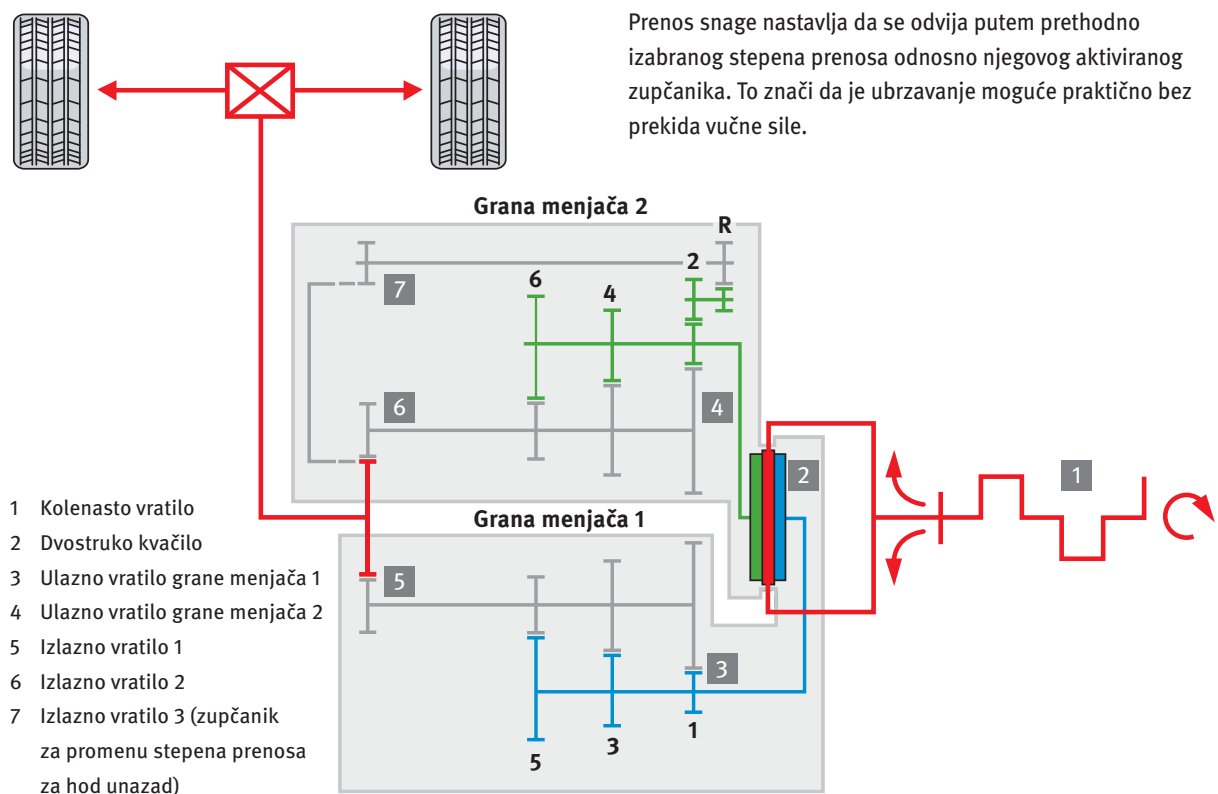 Prenos snage nastavlja da se odvija putem prethodno
izabranog stepena prenosa odnosno njegovog aktiviranog
zupčanika. To znači da je ubrzavanje moguće praktično bez
prekida vučne sile.
Grana menjača 2
R
2
6
4
7
6
4
2
1
Grana menjača 1
5
3
1
3
5
1 Kolenasto vratilo
2 Dvostruko kvačilo
3 Ulazno vratilo grane menjača 1
4 Ulazno vratilo grane menjača 2
5 Izlazno vratilo 1
6 Izlazno vratilo 2
7 Izlazno vratilo 3 (zupčanik
za promenu stepena prenosa
za hod unazad)